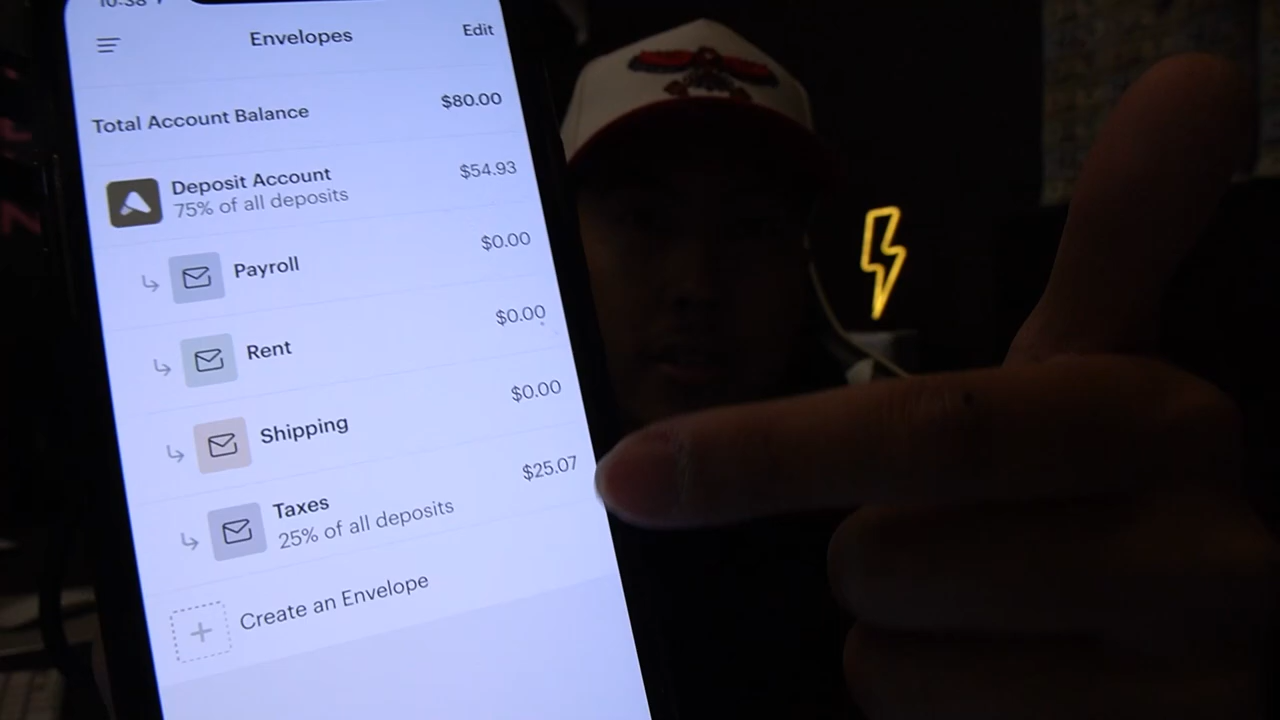 Envelopes
Edit
Total Account Balance
$80.00
Deposit Account
$54.93
75% of all deposits
Payroll
$0.00
Rent
$0.00
Shipping
$0.00
Taxes
$25.07
25% of all deposits
Create an Envelope